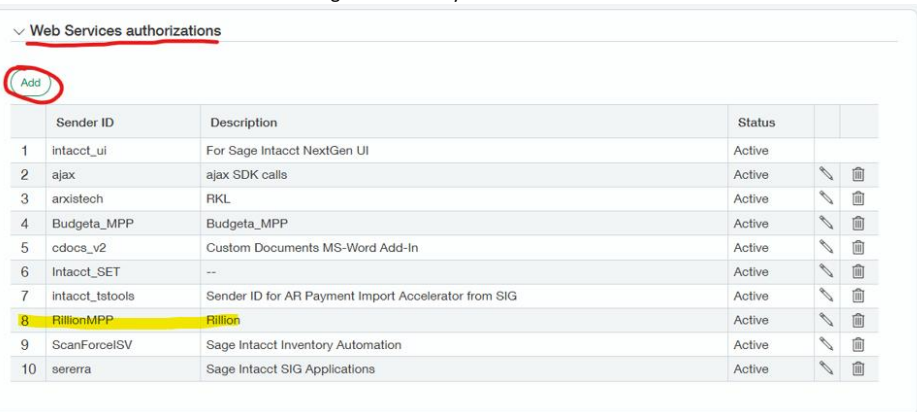 Web Services authorizations
Add
Sender ID Description Status
1 intacct_ui For Sage Intacct NextGen UI Active
2 ajax ajax SDK calls Active
3 arxistech RKL Active
4 Budgeta_MPP Budgeta_MPP Active
5 cdocs_v2 Custom Documents MS-Word Add-In Active
6 Intacct_SET -- Active
7 intacct_tstools Sender ID for AR Payment Import Accelerator from SIG Active
8 RillionMPP Rillion Active
9 ScanForceISV Sage Intacct Inventory Automation Active
10 sererra Sage Intacct SIG Applications Active